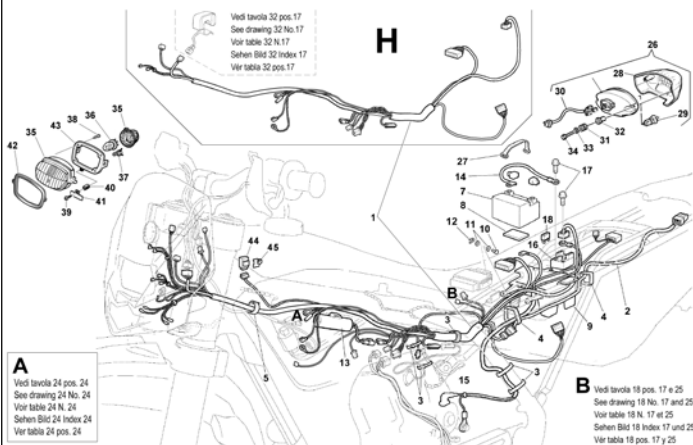 Vedi tavola 32 pos.17
See drawing 32 No.17
Voir table 32 N.17
Sehen Bild 32 Index 17
Vér tabla 32 pos.17
H
26
28
30
29
32
31
33
34
27
17
14
7
8
18
16
12
11
10
1
38
36
35
43
35
42
37
40
41
39
44
45
B
3
A
13
5
3
15
4
9
4
2
3
A
Vedi tavola 24 pos. 24
See drawing 24 No. 24
Voir table 24 N. 24
Sehen Bild 24 Index 24
Ver tabla 24 pos. 24
B
Vedi tavola 18 pos. 17 e 25
See drawing 18 No. 17 and 25
Voir table 18 N. 17 et 25
Sehen Bild 18 Index 17 und 25
Vér tabla 18 pos. 17 y 25